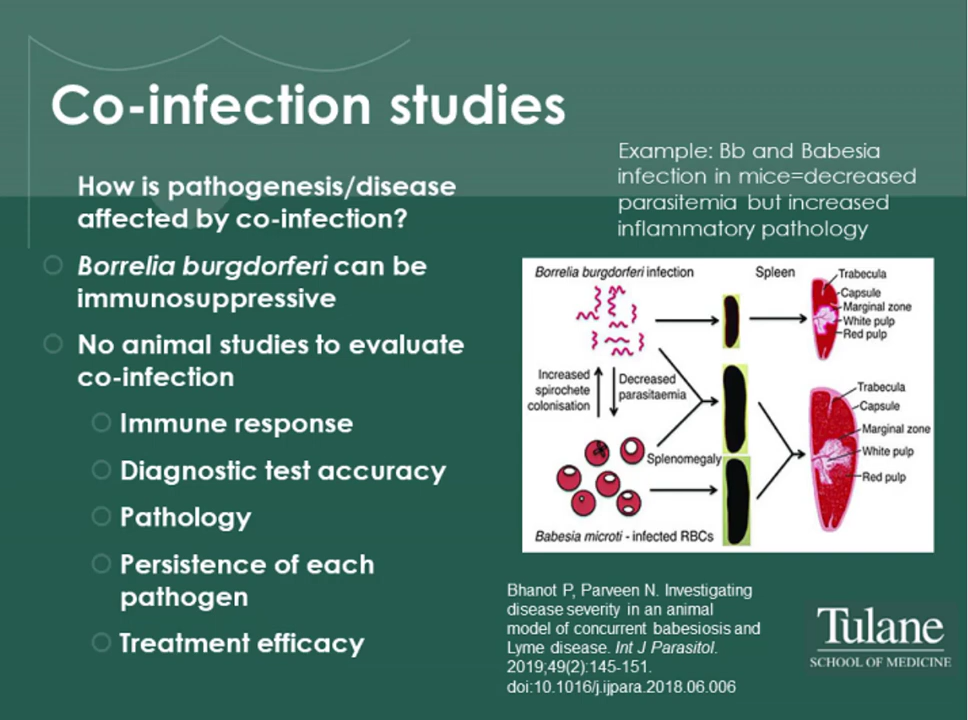 Co-infection studies
How is pathogenesis/disease
affected by co-infection?
Borrelia burgdorferi can be
immunosuppressive
No animal studies to evaluate
co-infection
Immune response
Diagnostic test accuracy
Pathology
Persistence of each
pathogen
Treatment efficacy
Example: Bb and Babesia
infection in mice=decreased
parasitemia but increased
inflammatory pathology
Borrelia burgdorferi infection
Spleen
Trabecula
Capsule
Marginal zone
White pulp
Red pulp
Increased
spirochete
colonisation
Decreased
parasitaemia
Splenomegaly
Trabecula
Capsule
Marginal zone
White pulp
Red pulp
Babesia microti - infected RBCs
Bhanot P, Parveen N. Investigating
disease severity in an animal
model of concurrent babesiosis and
Lyme disease. Int J Parasitol.
2019;49(2):145-151.
doi:10.1016/j.ijpara.2018.06.006
Tulane
SCHOOL OF MEDICINE